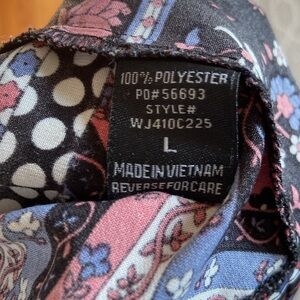 100% POLYESTER
PO#56693
STYLE#
WJ410C225
L
MADE IN VIETNAM
REVERSE FOR CARE